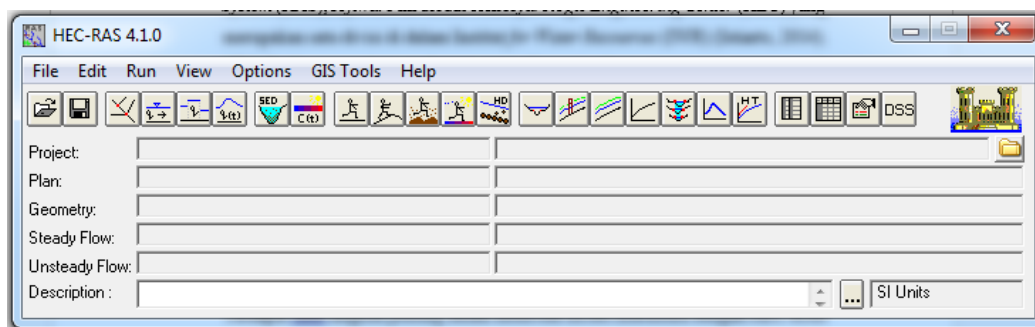 HEC-RAS 4.1.0
File Edit Run View Options GIS Tools Help
SED C(t) HD HT DSS
Project:
Plan:
Geometry:
Steady Flow:
Unsteady Flow:
Description : ... SI Units